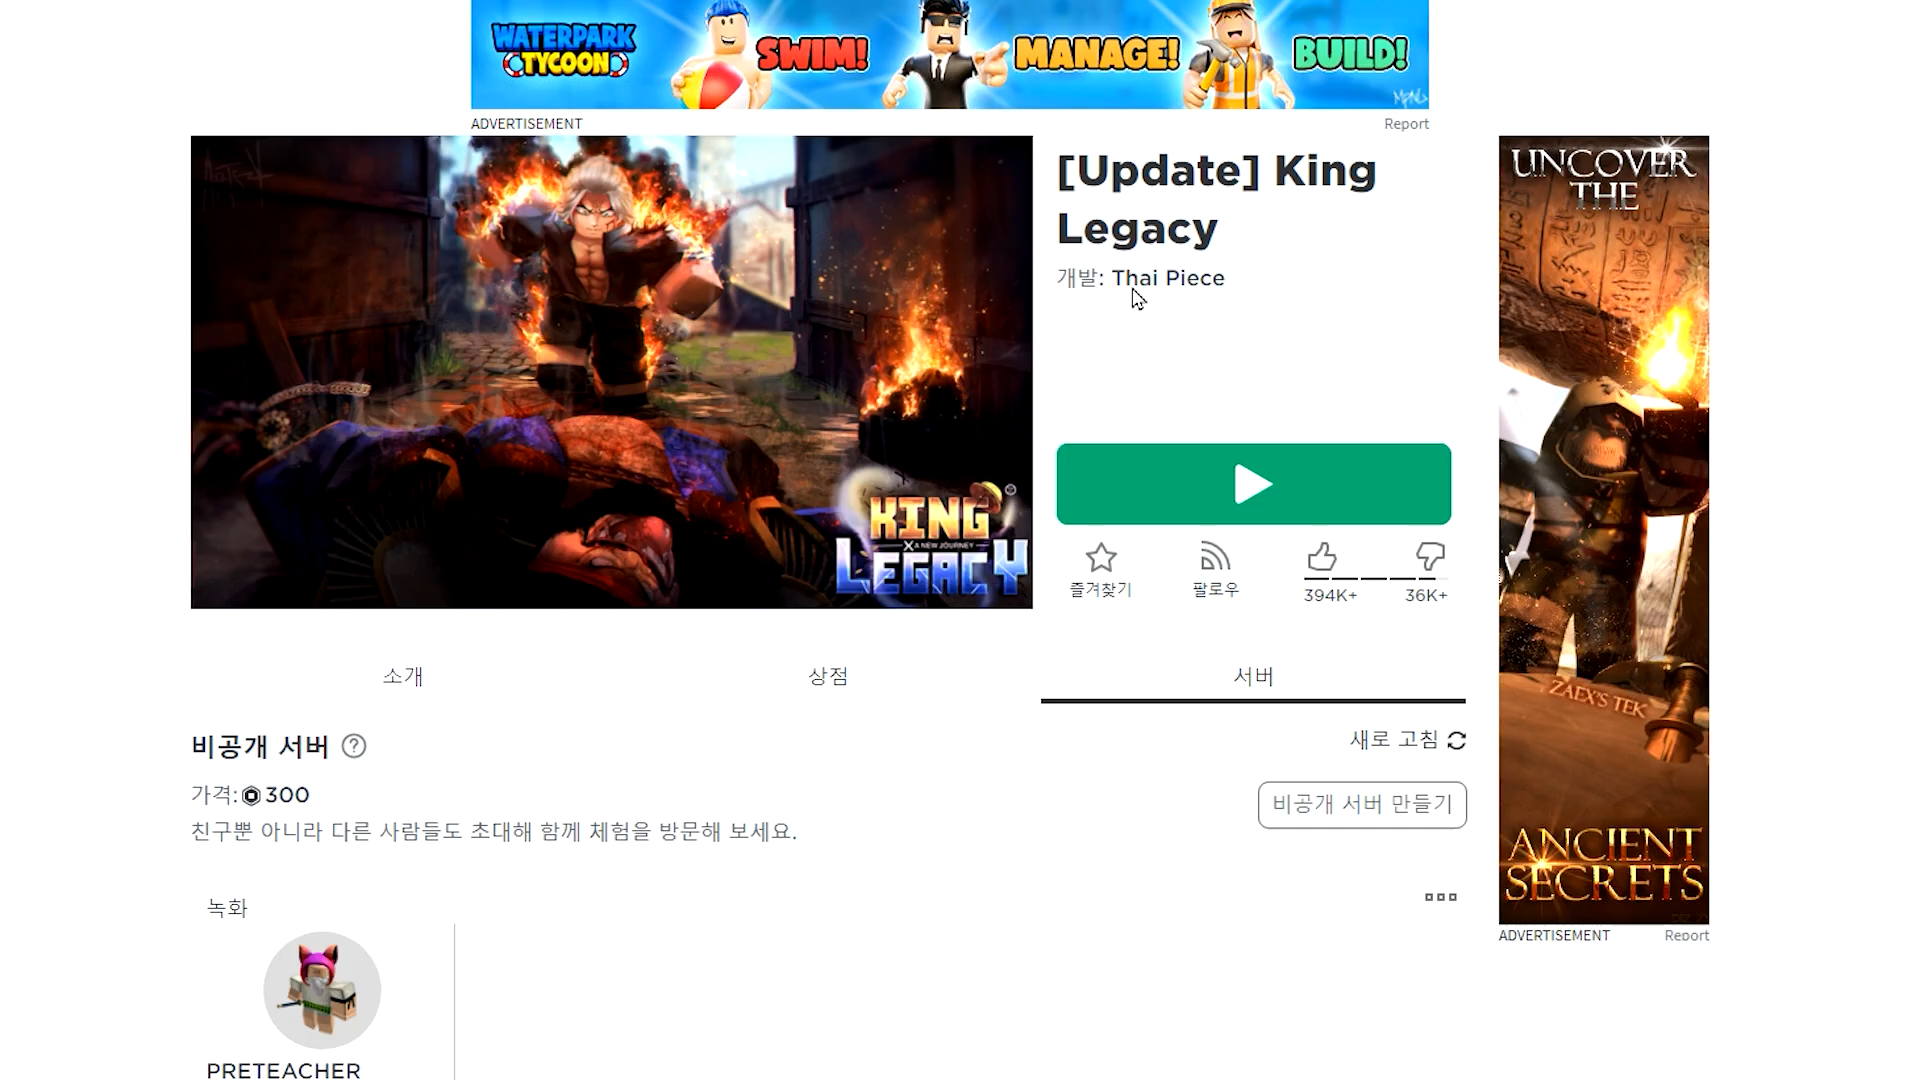 WATERPARK
TYCOON
SWIM!
MANAGE!
BUILD!
ADVERTISEMENT
Report
[Update] King
Legacy
개발: Thai Piece
KING
X A NEW JOURNEY
LEGACY
즐겨찾기
팔로우
394K+
36K+
소개
상점
서버
비공개 서버 ?
새로 고침
가격: 300
비공개 서버 만들기
친구뿐 아니라 다른 사람들도 초대해 함께 체험을 방문해 보세요.
녹화
PRETEACHER
UNCOVER
THE
ZAEX'S TEK
ANCIENT
SECRETS
ADVERTISEMENT
Report